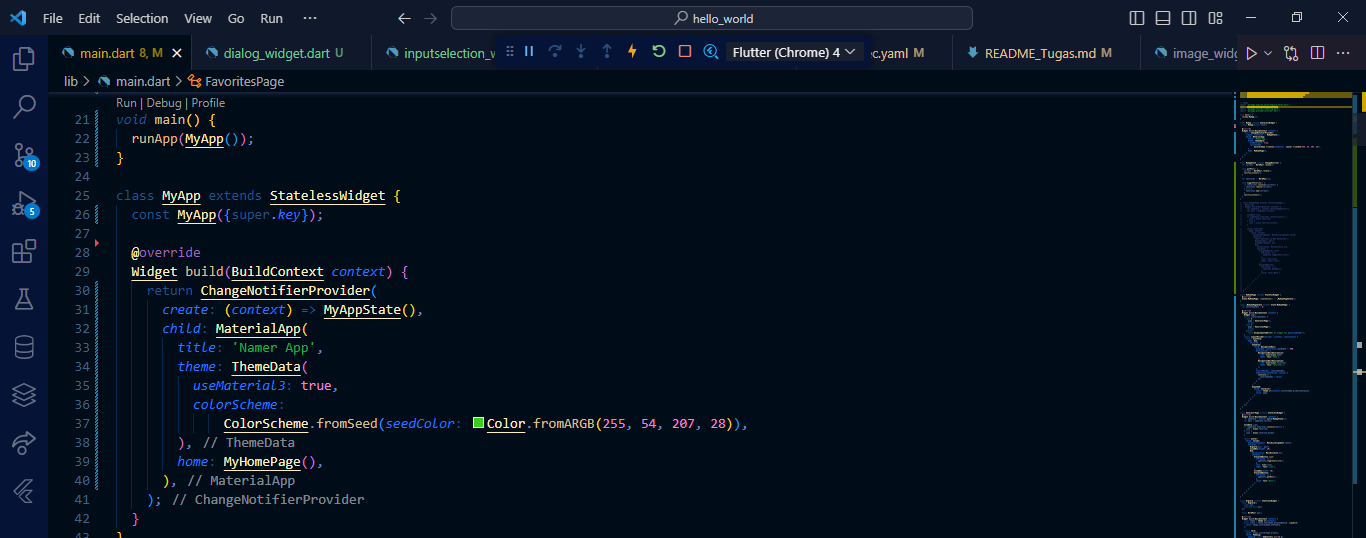 File Edit Selection View Go Run ··· hello_world
main.dart 8, M dialog_widget.dart U inputselection_w Flutter (Chrome) 4 ec.yaml M README_Tugas.md M image_widg
lib > main.dart > FavoritesPage
Run | Debug | Profile
21 void main() {
22 runApp(MyApp());
23 }
24
25 class MyApp extends StatelessWidget {
26 const MyApp({super.key});
27
28 @override
29 Widget build(BuildContext context) {
30 return ChangeNotifierProvider(
31 create: (context) => MyAppState(),
32 child: MaterialApp(
33 title: 'Namer App',
34 theme: ThemeData(
35 useMaterial3: true,
36 colorScheme:
37 ColorScheme.fromSeed(seedColor: Color.fromARGB(255, 54, 207, 28)),
38 ), // ThemeData
39 home: MyHomePage(),
40 ), // MaterialApp
41 ); // ChangeNotifierProvider
42 }
43 }
10
5